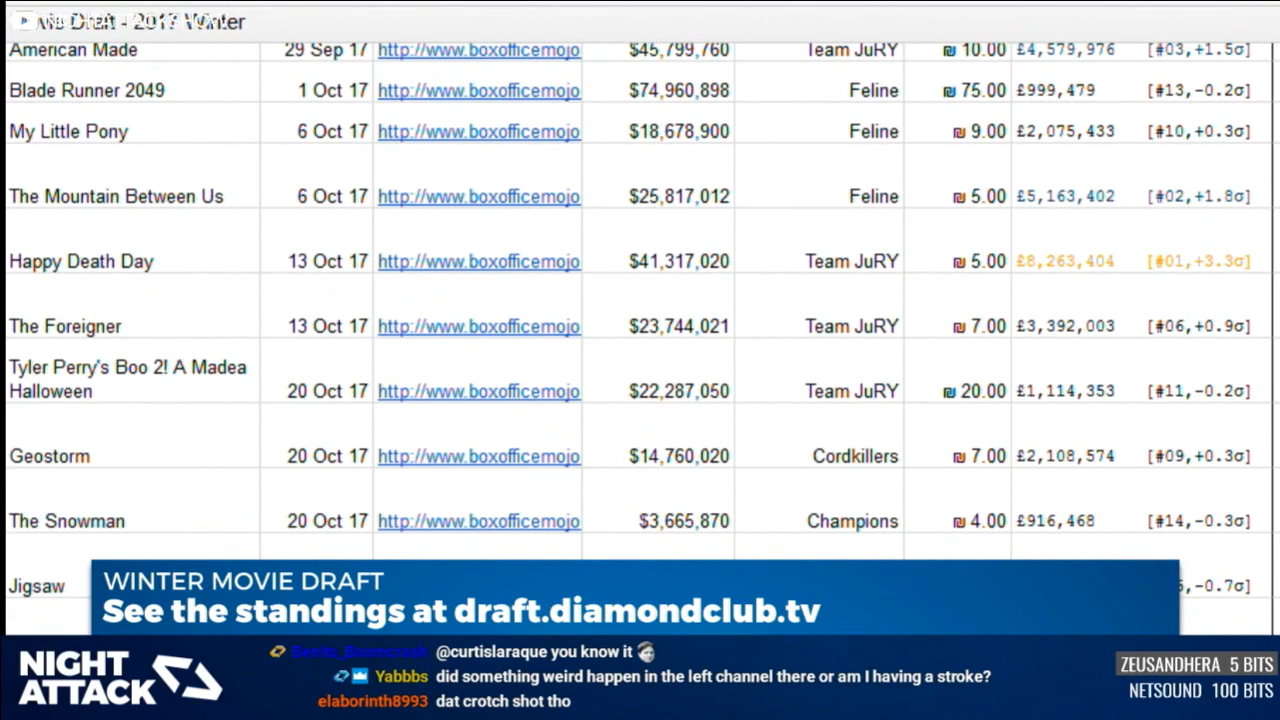 Movie Draft - 2017 Winter
American Made 29 Sep 17 http://www.boxofficemojo $45,799,760 Team JuRY ₪ 10.00 £4,579,976 [#03,+1.5σ]
Blade Runner 2049 1 Oct 17 http://www.boxofficemojo $74,960,898 Feline ₪ 75.00 £999,479 [#13,-0.2σ]
My Little Pony 6 Oct 17 http://www.boxofficemojo $18,678,900 Feline ₪ 9.00 £2,075,433 [#10,+0.3σ]
The Mountain Between Us 6 Oct 17 http://www.boxofficemojo $25,817,012 Feline ₪ 5.00 £5,163,402 [#02,+1.8σ]
Happy Death Day 13 Oct 17 http://www.boxofficemojo $41,317,020 Team JuRY ₪ 5.00 £8,263,404 [#01,+3.3σ]
The Foreigner 13 Oct 17 http://www.boxofficemojo $23,744,021 Team JuRY ₪ 7.00 £3,392,003 [#06,+0.9σ]
Tyler Perry's Boo 2! A Madea
Halloween 20 Oct 17 http://www.boxofficemojo $22,287,050 Team JuRY ₪ 20.00 £1,114,353 [#11,-0.2σ]
Geostorm 20 Oct 17 http://www.boxofficemojo $14,760,020 Cordkillers ₪ 7.00 £2,108,574 [#09,+0.3σ]
The Snowman 20 Oct 17 http://www.boxofficemojo $3,665,870 Champions ₪ 4.00 £916,468 [#14,-0.3σ]
Jigsaw -0.7σ]
WINTER MOVIE DRAFT
See the standings at draft.diamondclub.tv
NIGHT
ATTACK
Benito_Boomcrash @curtislaraque you know it
Yabbbs did something weird happen in the left channel there or am I having a stroke?
elaborinth8993 dat crotch shot tho
ZEUSANDHERA 5 BITS
NETSOUND 100 BITS